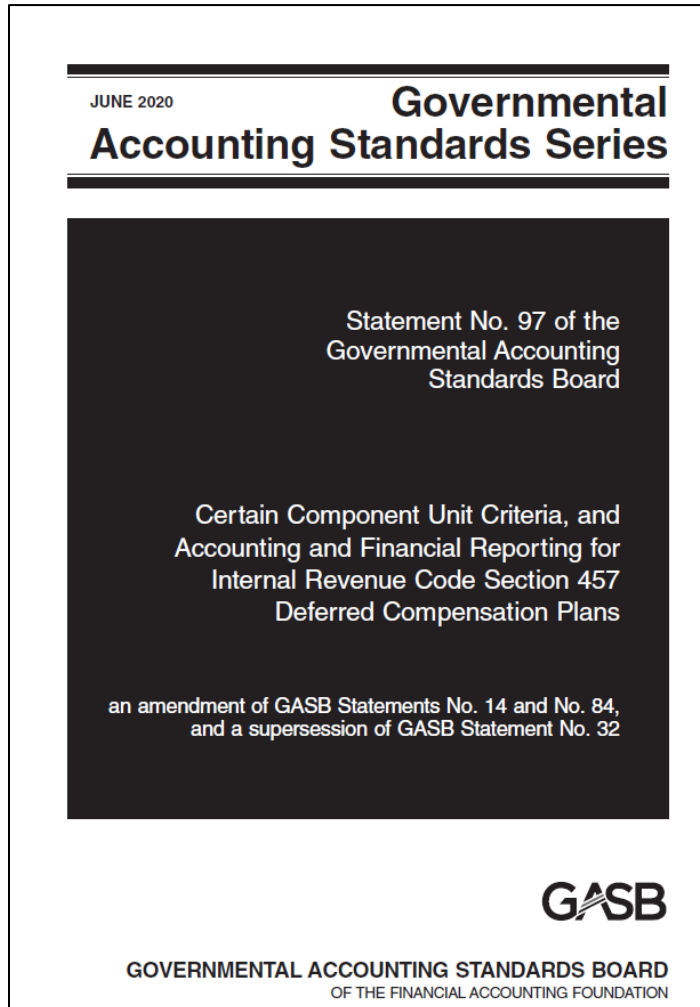 JUNE 2020
Governmental
Accounting Standards Series
Statement No. 97 of the
Governmental Accounting
Standards Board
Certain Component Unit Criteria, and
Accounting and Financial Reporting for
Internal Revenue Code Section 457
Deferred Compensation Plans
an amendment of GASB Statements No. 14 and No. 84,
and a supersession of GASB Statement No. 32
GASB
GOVERNMENTAL ACCOUNTING STANDARDS BOARD
OF THE FINANCIAL ACCOUNTING FOUNDATION